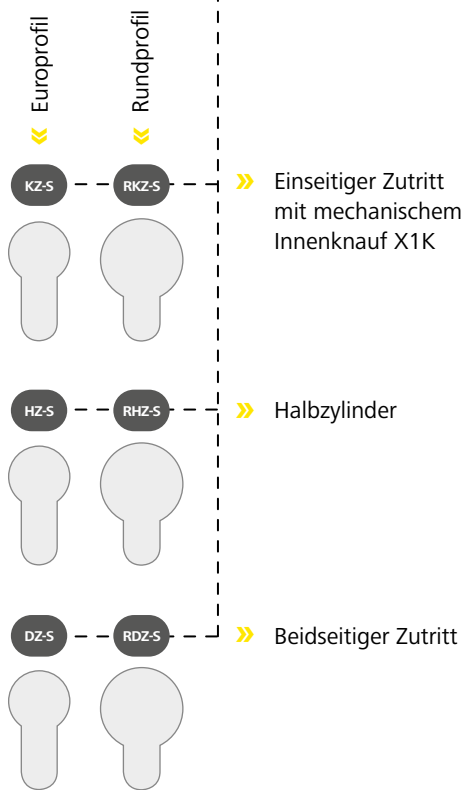 Europrofil
Rundprofil
KZ-S
RKZ-S
Einseitiger Zutritt
mit mechanischem
Innenknauf X1K
HZ-S
RHZ-S
Halbzylinder
DZ-S
RDZ-S
Beidseitiger Zutritt